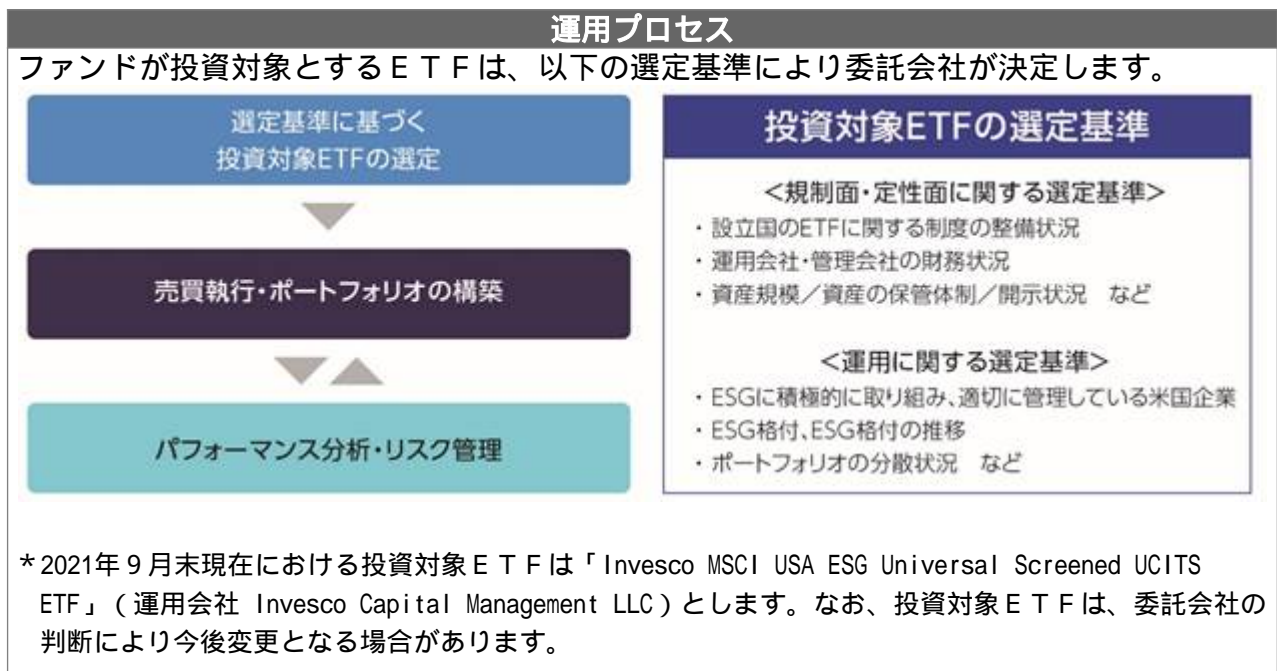 運用プロセス
ファンドが投資対象とするＥＴＦは、以下の選定基準により委託会社が決定します。
選定基準に基づく
投資対象ETFの選定
売買執行・ポートフォリオの構築
パフォーマンス分析・リスク管理
投資対象ETFの選定基準
＜規制面・定性面に関する選定基準＞
・設立国のETFに関する制度の整備状況
・運用会社・管理会社の財務状況
・資産規模／資産の保管体制／開示状況　など
＜運用に関する選定基準＞
・ESGに積極的に取り組み、適切に管理している米国企業
・ESG格付、ESG格付の推移
・ポートフォリオの分散状況　など
＊2021年９月末現在における投資対象ＥＴＦは「Invesco MSCI USA ESG Universal Screened UCITS
ETF」（運用会社 Invesco Capital Management LLC）とします。なお、投資対象ＥＴＦは、委託会社の
判断により今後変更となる場合があります。